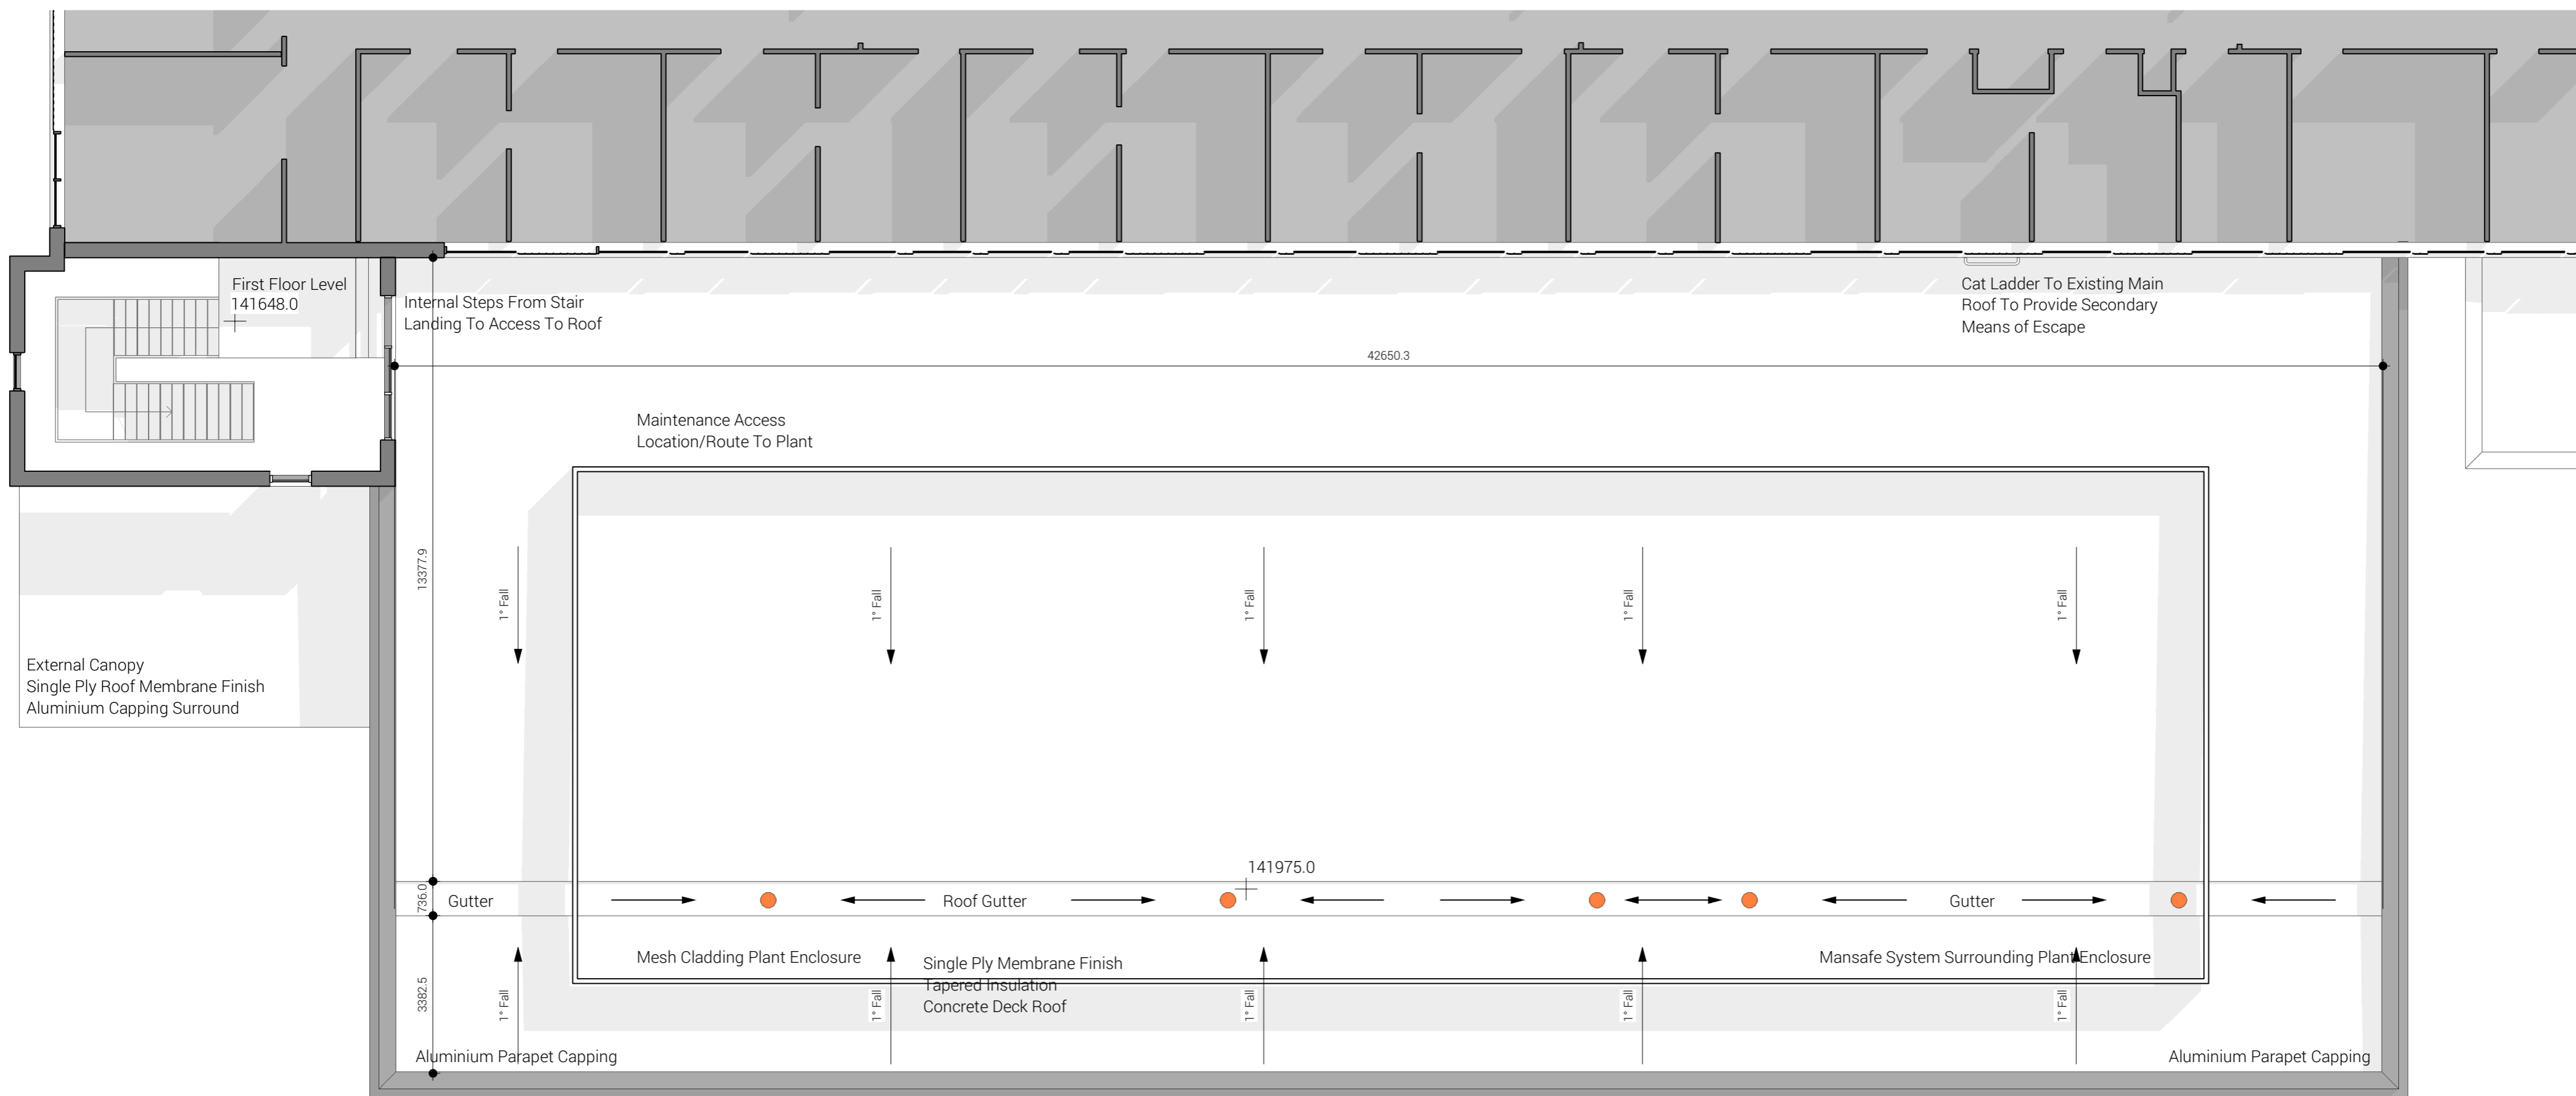 First Floor Level
141648.0
Internal Steps From Stair
Landing To Access To Roof
Cat Ladder To Existing Main
Roof To Provide Secondary
Means of Escape
42650.3
Maintenance Access
Location/Route To Plant
13377.9
1° Fall
1° Fall
1° Fall
1° Fall
1° Fall
External Canopy
Single Ply Roof Membrane Finish
Aluminium Capping Surround
141975.0
736.0
Gutter
Roof Gutter
Gutter
Mesh Cladding Plant Enclosure
Single Ply Membrane Finish
Tapered Insulation
Concrete Deck Roof
Mansafe System Surrounding Plant Enclosure
3382.5
1° Fall
1° Fall
1° Fall
1° Fall
1° Fall
Aluminium Parapet Capping
Aluminium Parapet Capping